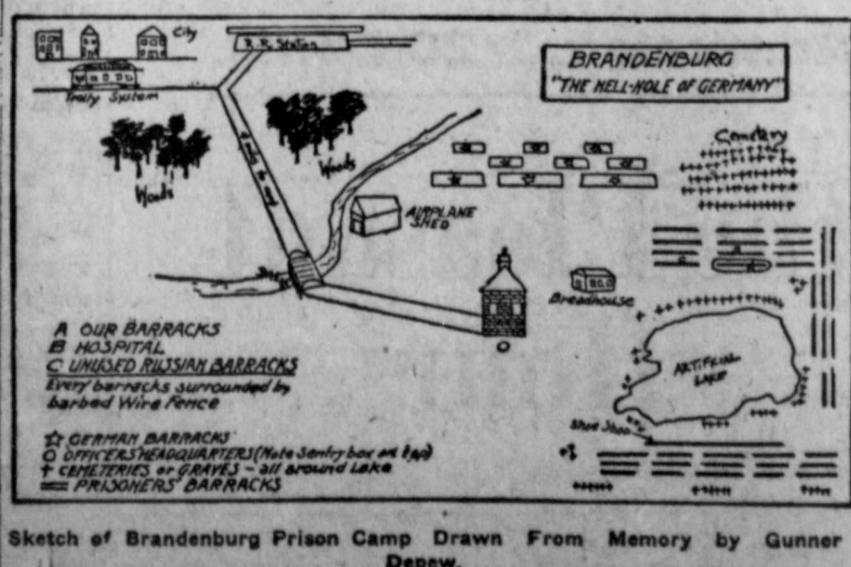 City
R. R. Station
BRANDENBURG
"THE HELL-HOLE OF GERMANY"
Trolly System
Cemetery
Woods
Woods
AIRPLANE
SHED
Breadhouse
A OUR BARRACKS
B HOSPITAL
C UNUSED RUSSIAN BARRACKS
Every barracks surrounded by
barbed Wire Fence
ARTIFICIAL
LAKE
Shoe Shop
☆ GERMAN BARRACKS
O OFFICERS HEADQUARTERS (Note Sentry box on top)
+ CEMETERIES or GRAVES - all around Lake
= PRISONERS' BARRACKS
Sketch of Brandenburg Prison Camp Drawn From Memory by Gunner
Depew.